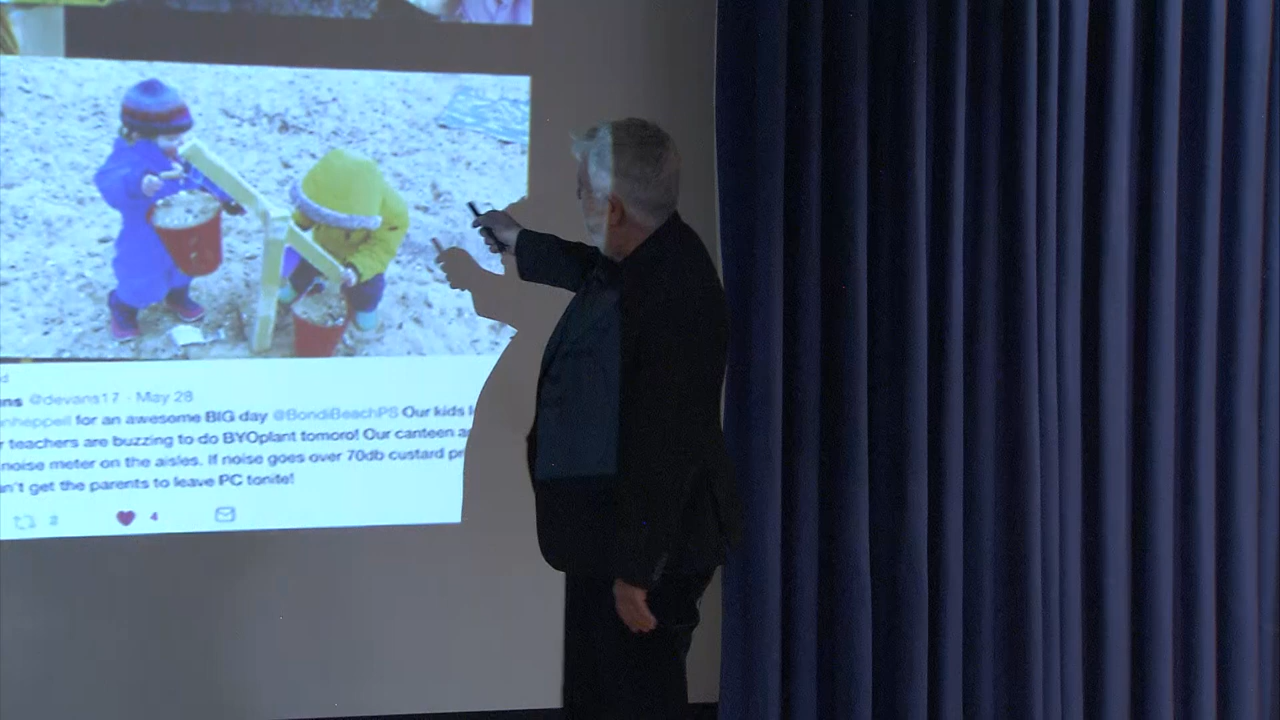 ns @devans17 · May 28
nheppell for an awesome BIG day @BondiBeachPS Our kids
r teachers are buzzing to do BYOplant tomoro! Our canteen
noise meter on the aisles. If noise goes over 70db custard
an't get the parents to leave PC tonite!
2 4